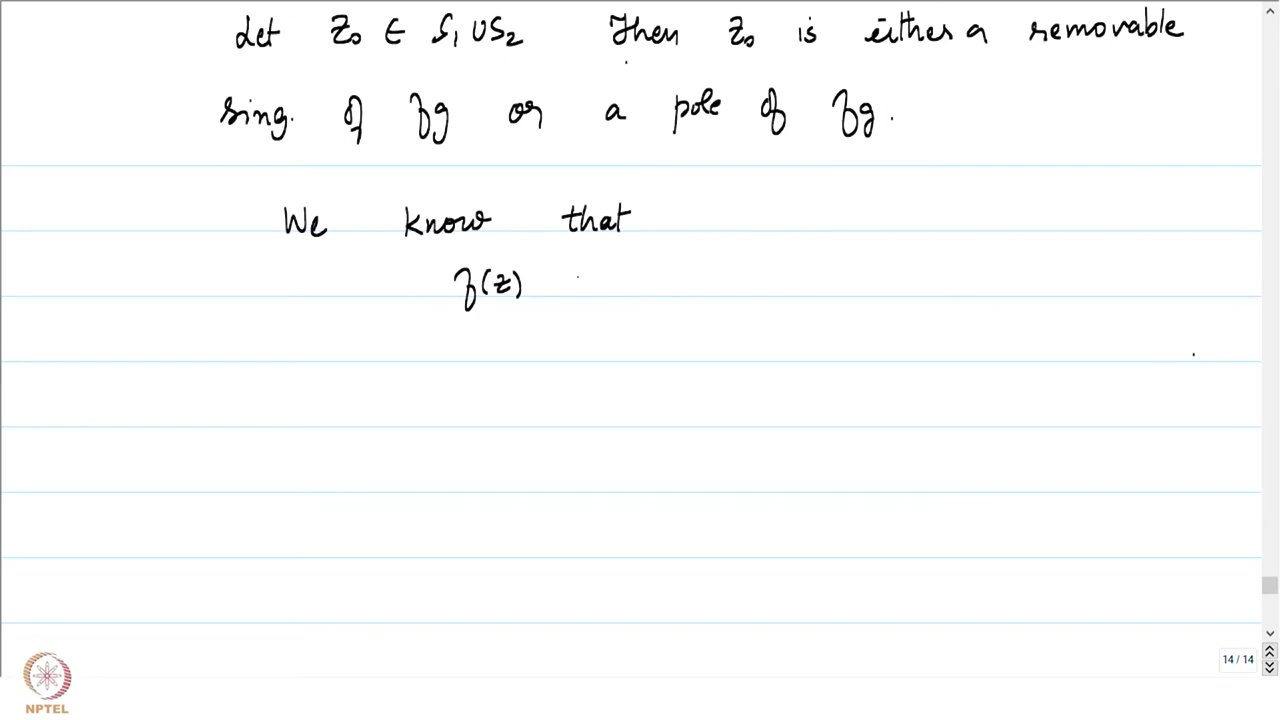 Let z₀ ∈ S₁ ∪ S₂ Then z₀ is either a removable
sing. of fg or a pole of fg.
We know that
f(z)
14 / 14
NPTEL